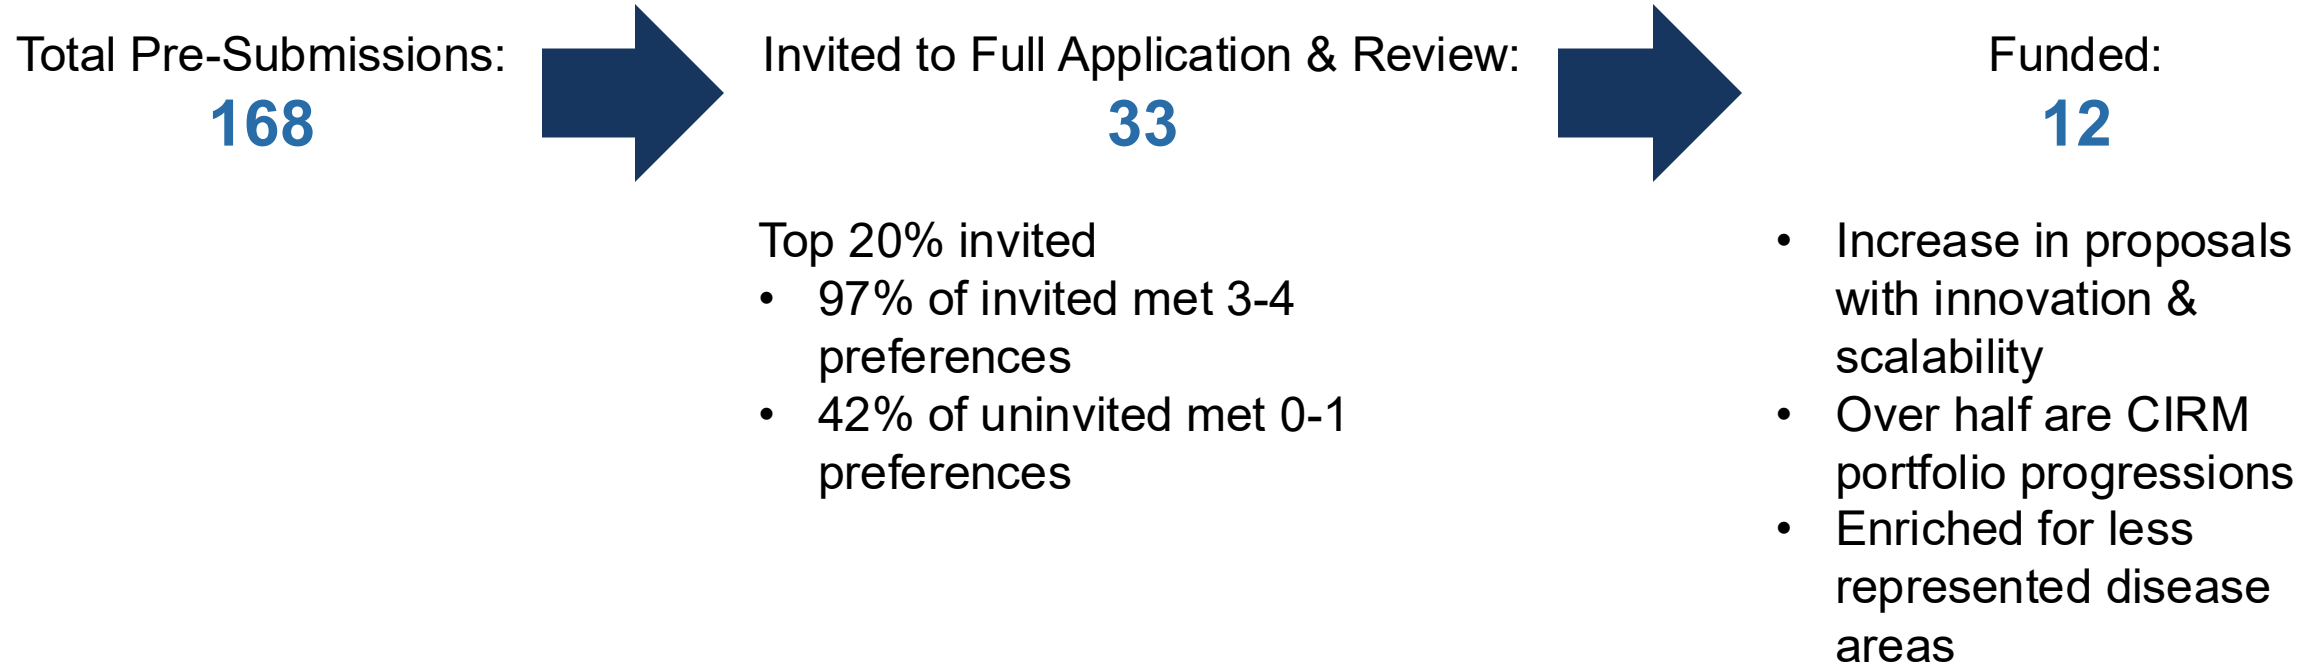 Total Pre-Submissions:
168
Invited to Full Application & Review:
33
Funded:
12
Top 20% invited
• 97% of invited met 3-4
preferences
• 42% of uninvited met 0-1
preferences
• Increase in proposals
with innovation &
scalability
• Over half are CIRM
portfolio progressions
• Enriched for less
represented disease
areas